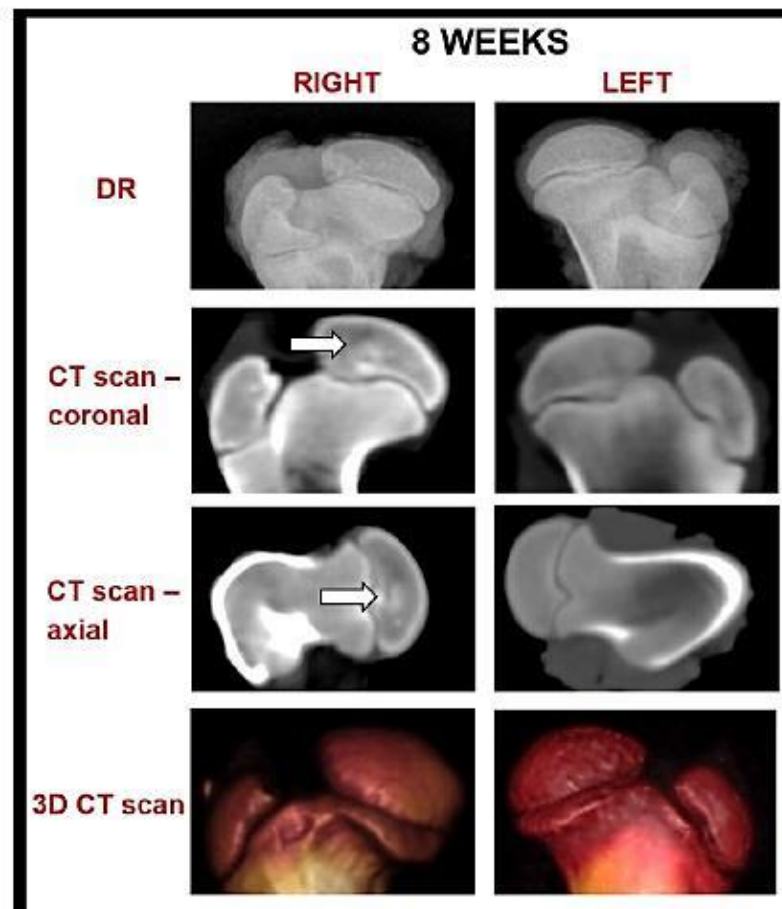 8 WEEKS
RIGHT LEFT
DR
CT scan –
coronal
CT scan –
axial
3D CT scan